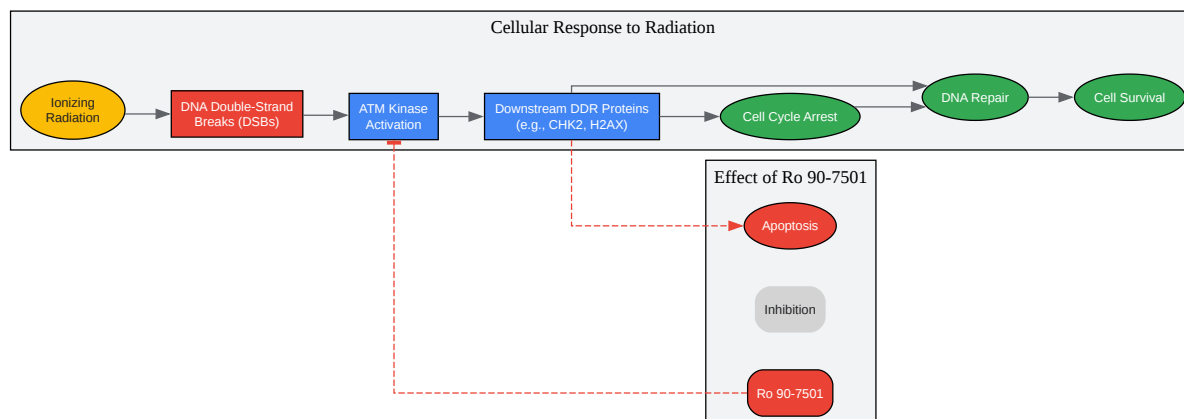 Cellular Response to Radiation
Ionizing
Radiation
DNA Double-Strand
Breaks (DSBs)
ATM Kinase
Activation
Downstream DDR Proteins
(e.g., CHK2, H2AX)
Cell Cycle Arrest
DNA Repair
Cell Survival
Effect of Ro 90-7501
Apoptosis
Inhibition
Ro 90-7501